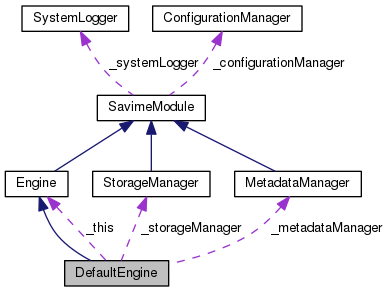 SystemLogger ConfigurationManager
_systemLogger _configurationManager
SavimeModule
Engine StorageManager MetadataManager
_this _storageManager _metadataManager
DefaultEngine